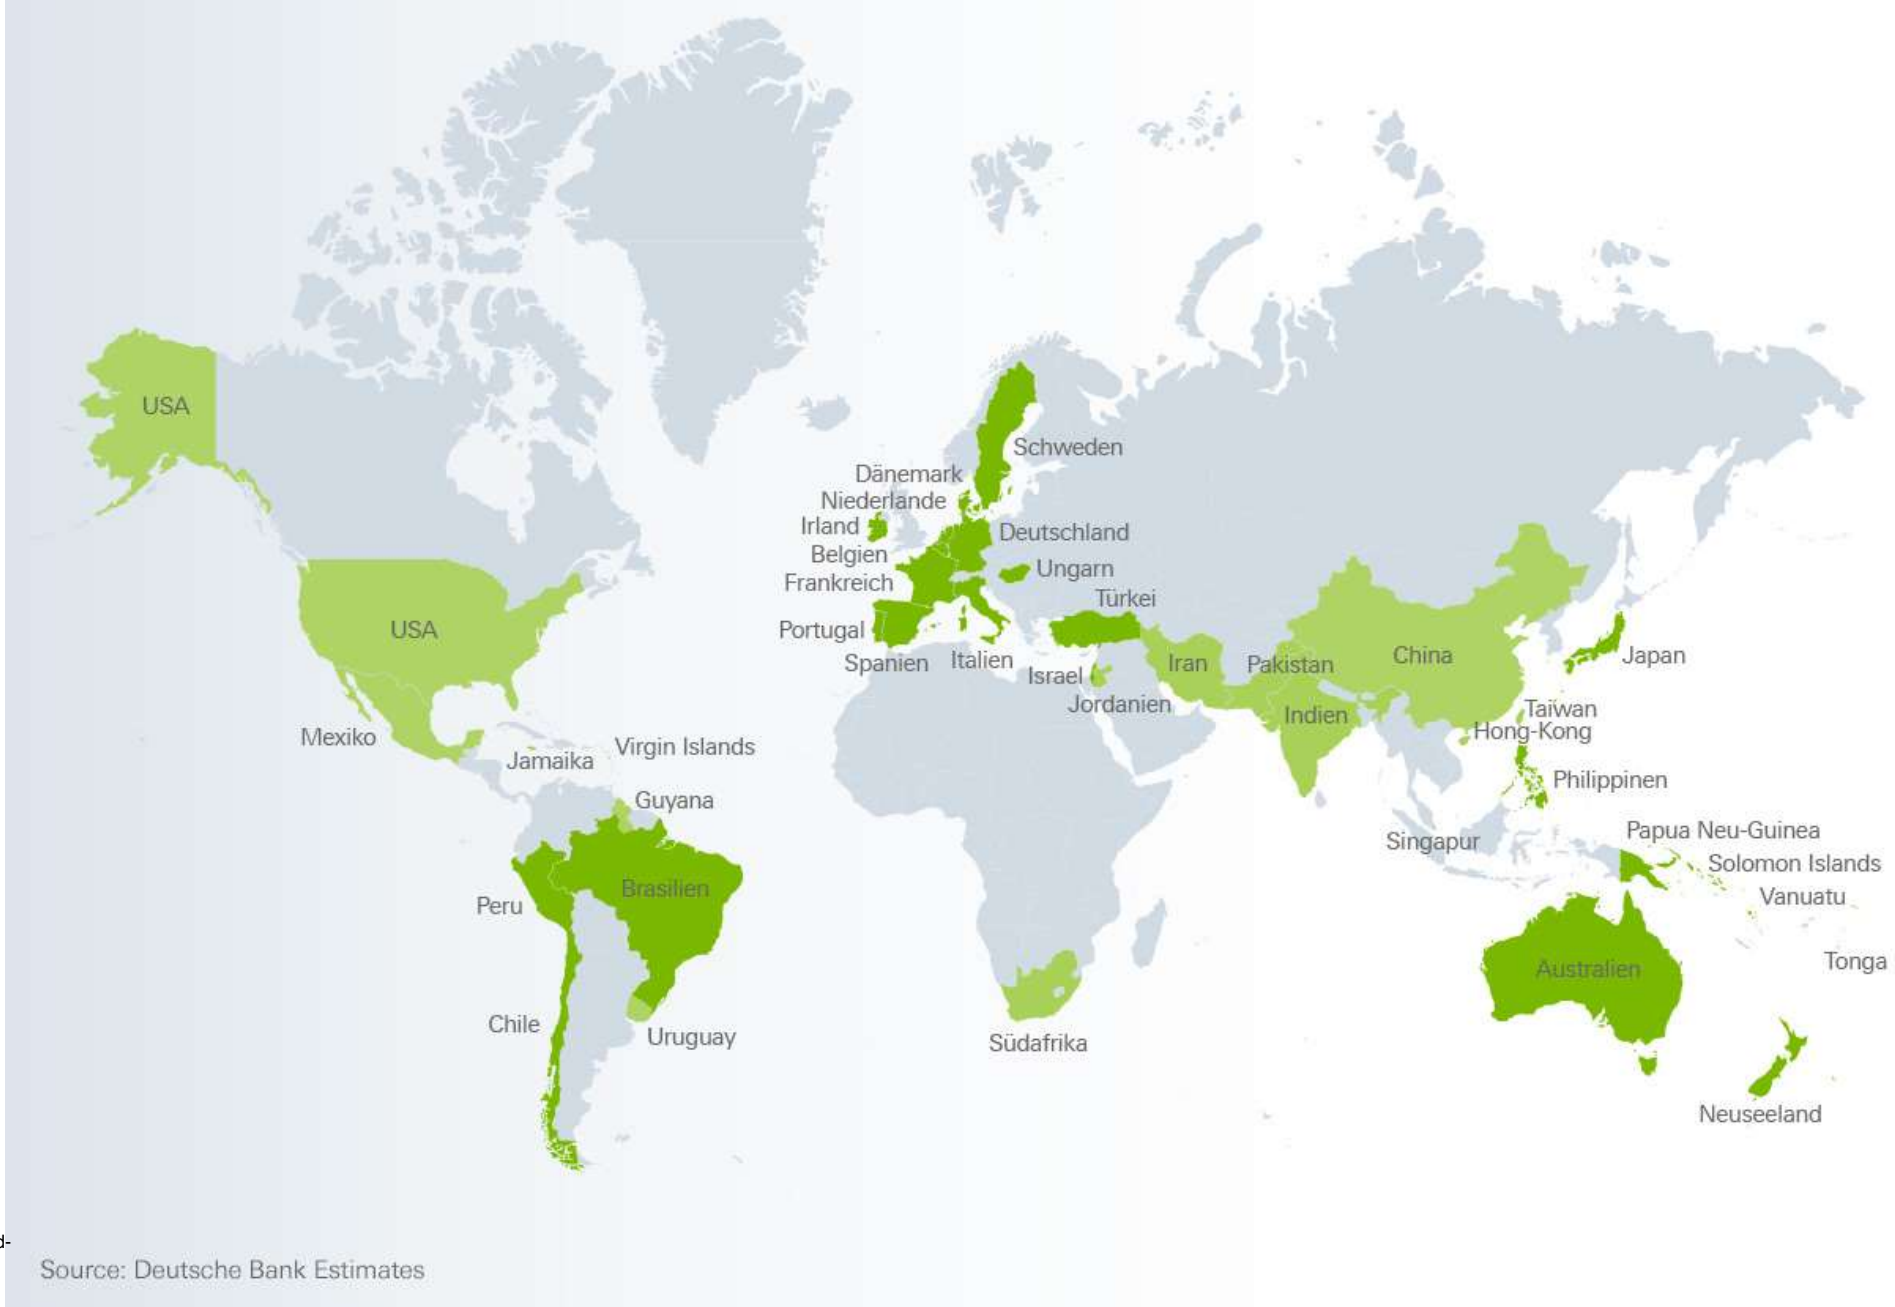 USA
Schweden
Dänemark
Niederlande
Irland
Deutschland
Belgien
Ungarn
Frankreich
Türkei
USA
Portugal
Spanien
Italien
Israel
Iran
Pakistan
China
Japan
Jordanien
Indien
Taiwan
Hong-Kong
Mexiko
Virgin Islands
Jamaika
Philippinen
Guyana
Papua Neu-Guinea
Singapur
Solomon Islands
Brasilien
Vanuatu
Peru
Tonga
Australien
Chile
Uruguay
Südafrika
Neuseeland
d-
Source: Deutsche Bank Estimates